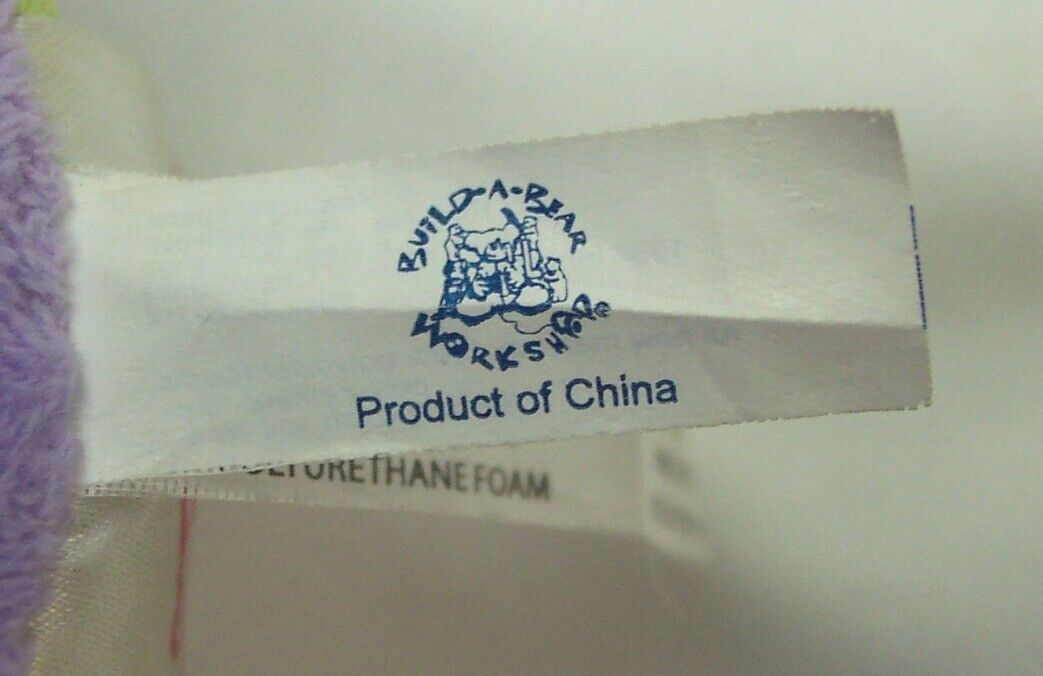 BUILD-A-BEAR
WORKSHOP®
Product of China
URETHANE FOAM